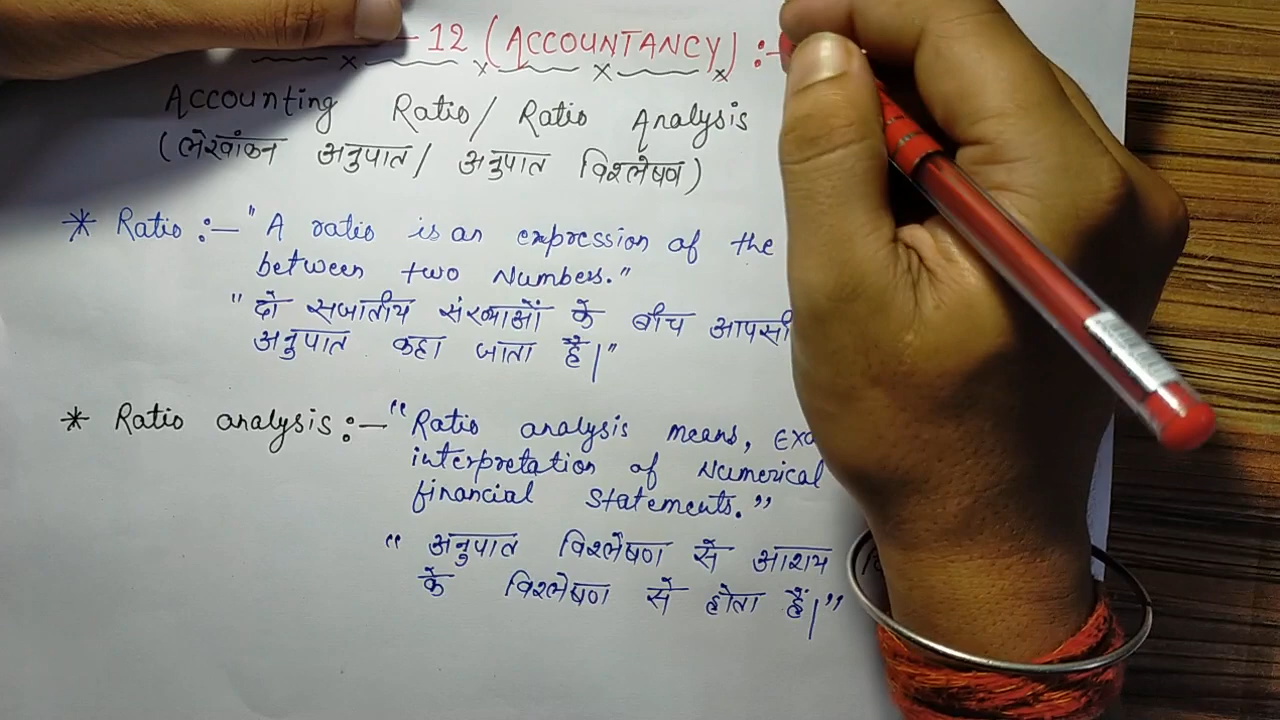 - 12 (ACCOUNTANCY) :-
Accounting Ratio/ Ratio Analysis
(लेखांकन अनुपात/ अनुपात विश्लेषण)
* Ratio :- "A ratio is an expression of the
between two Numbers."
"दो सजातीय संख्याओं के बीच आपसी
अनुपात कहा जाता है।"
* Ratio analysis :- "Ratio analysis means,
interpretation of Numerical
financial statements."
"अनुपात विश्लेषण से आशय
के विश्लेषण से होता हैं।"